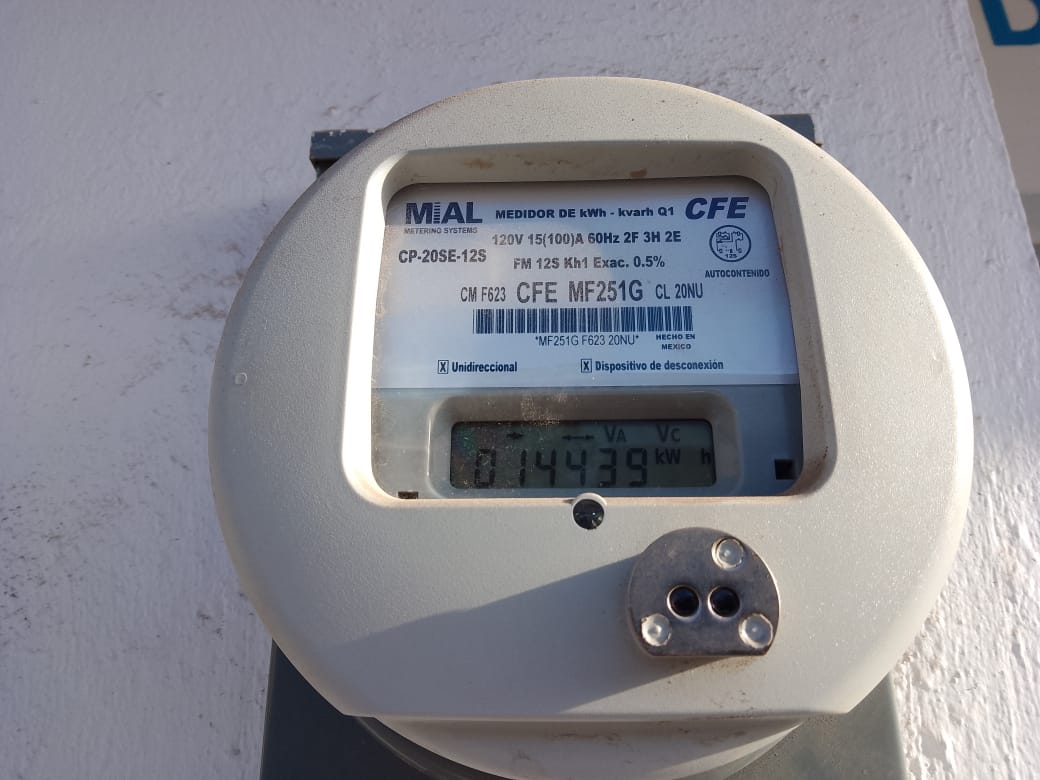 MIAL
METERING SYSTEMS
MEDIDOR DE kWh - kvarh Q1
CFE
120V 15(100)A 60Hz 2F 3H 2E
CP-20SE-12S
FM 12S Kh1 Exac. 0.5%
12S
AUTOCONTENIDO
CM F623 CFE MF251G CL 20NU
*MF251G F623 20NU*
HECHO EN
MEXICO
X Unidireccional
X Dispositivo de desconexión
VA VC
014439 kW h